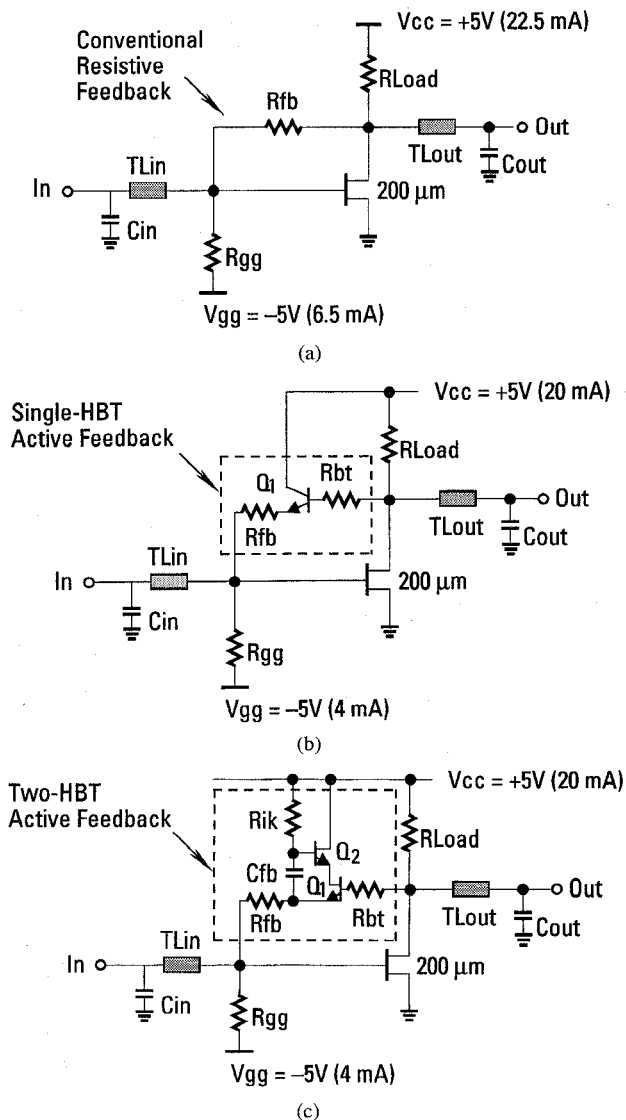 Vcc = +5V (22.5 mA)
Conventional
Resistive
Feedback
RLoad
Rfb
Out
TLin
TLout
Cout
In
200 µm
Cin
Rgg
Vgg = –5V (6.5 mA)
(a)
Vcc = +5V (20 mA)
Single-HBT
Active Feedback
RLoad
Q1
Rbt
Out
Rfb
TLout
Cout
TLin
In
200 µm
Cin
Rgg
Vgg = –5V (4 mA)
(b)
Vcc = +5V (20 mA)
Two-HBT
Active Feedback
Rik
RLoad
Q2
Cfb
Q1
Out
Rfb
Rbt
TLout
Cout
TLin
In
200 µm
Cin
Rgg
Vgg = –5V (4 mA)
(c)